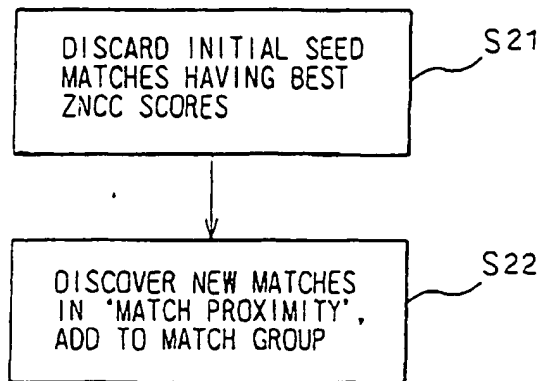 DISCARD INITIAL SEED
MATCHES HAVING BEST
ZNCC SCORES
S21
DISCOVER NEW MATCHES
IN 'MATCH PROXIMITY',
ADD TO MATCH GROUP
S22